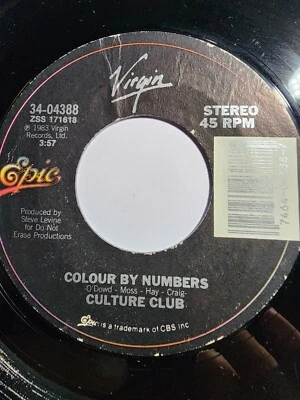 Virgin
34-04388
ZSS 171618
℗ 1983 Virgin
Records, Ltd.
3:57
STEREO
45 RPM
Epic
Produced by
Steve Levine
for Do Not
Erase Productions
COLOUR BY NUMBERS
-O'Dowd - Moss - Hay - Craig-
CULTURE CLUB
Epic is a trademark of CBS Inc.